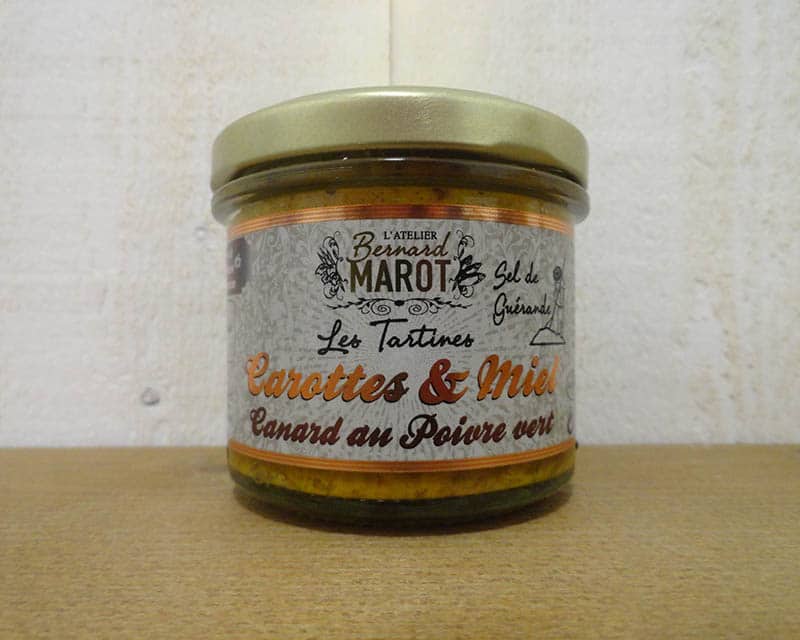 L'ATELIER
Bernard
MAROT
Sel de
Guérande
Les Tartines
Carottes & Miel
Canard au Poivre vert